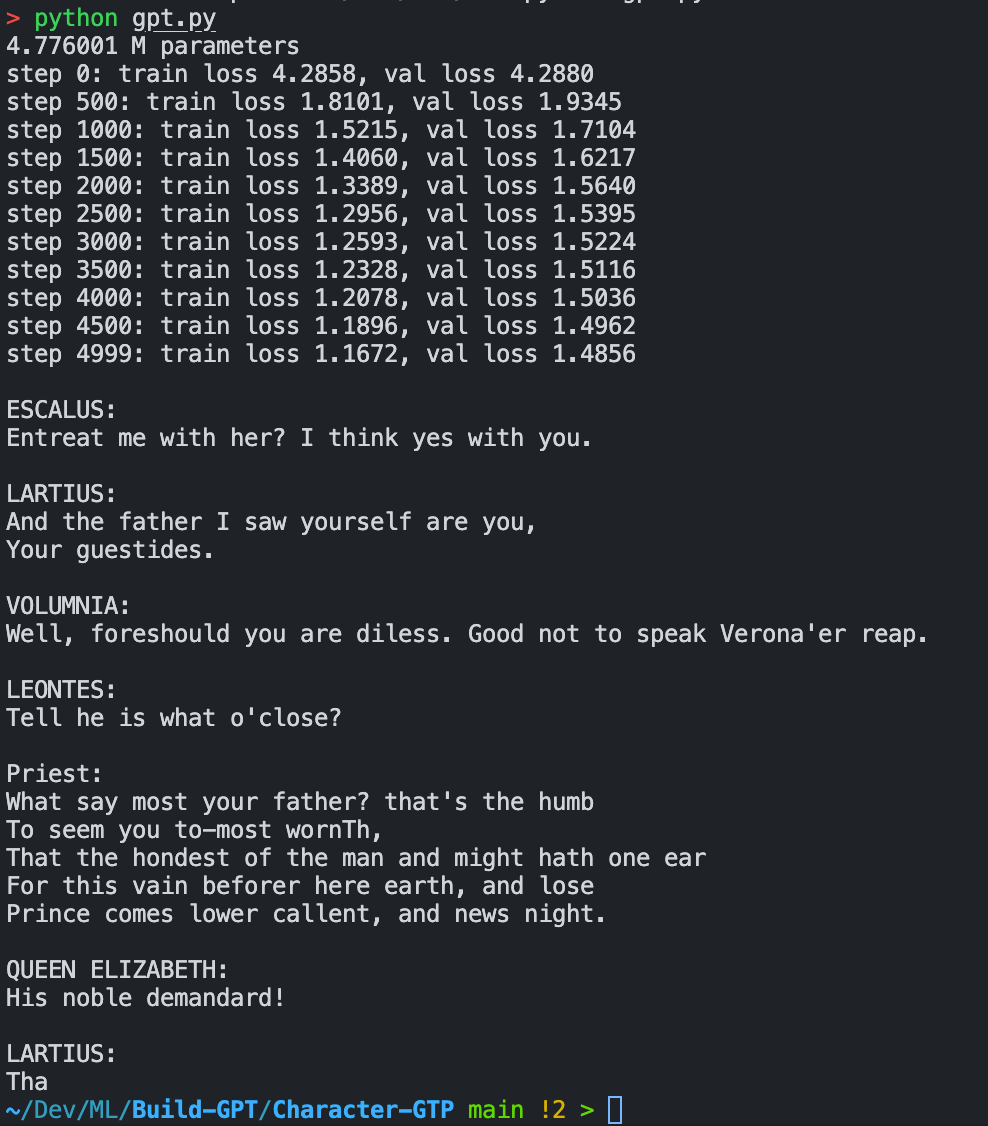 > python gpt.py
4.776001 M parameters
step 0: train loss 4.2858, val loss 4.2880
step 500: train loss 1.8101, val loss 1.9345
step 1000: train loss 1.5215, val loss 1.7104
step 1500: train loss 1.4060, val loss 1.6217
step 2000: train loss 1.3389, val loss 1.5640
step 2500: train loss 1.2956, val loss 1.5395
step 3000: train loss 1.2593, val loss 1.5224
step 3500: train loss 1.2328, val loss 1.5116
step 4000: train loss 1.2078, val loss 1.5036
step 4500: train loss 1.1896, val loss 1.4962
step 4999: train loss 1.1672, val loss 1.4856
ESCALUS:
Entreat me with her? I think yes with you.
LARTIUS:
And the father I saw yourself are you,
Your guestides.
VOLUMNIA:
Well, foreshould you are diless. Good not to speak Verona'er reap.
LEONTES:
Tell he is what o'close?
Priest:
What say most your father? that's the humb
To seem you to-most wornTh,
That the hondest of the man and might hath one ear
For this vain beforer here earth, and lose
Prince comes lower callent, and news night.
QUEEN ELIZABETH:
His noble demandard!
LARTIUS:
Tha
~/Dev/ML/Build-GPT/Character-GTP main !2 >